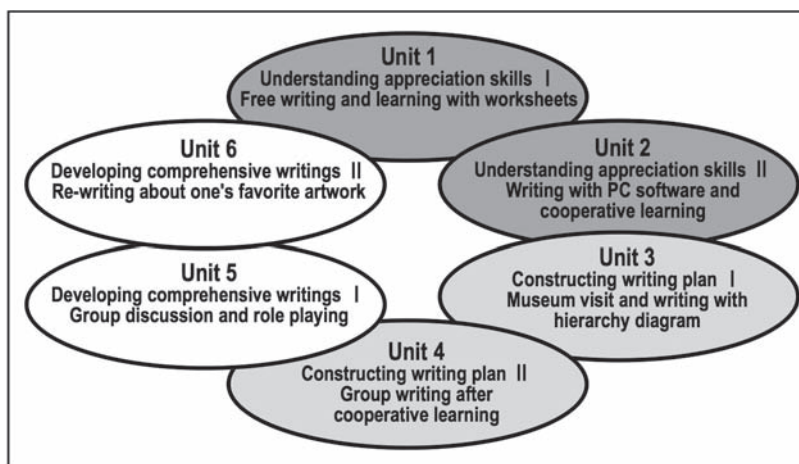 Unit 1
Understanding appreciation skills I
Free writing and learning with worksheets
Unit 2
Understanding appreciation skills II
Writing with PC software and
cooperative learning
Unit 3
Constructing writing plan I
Museum visit and writing with
hierarchy diagram
Unit 4
Constructing writing plan II
Group writing after
cooperative learning
Unit 5
Developing comprehensive writings I
Group discussion and role playing
Unit 6
Developing comprehensive writings II
Re-writing about one's favorite artwork